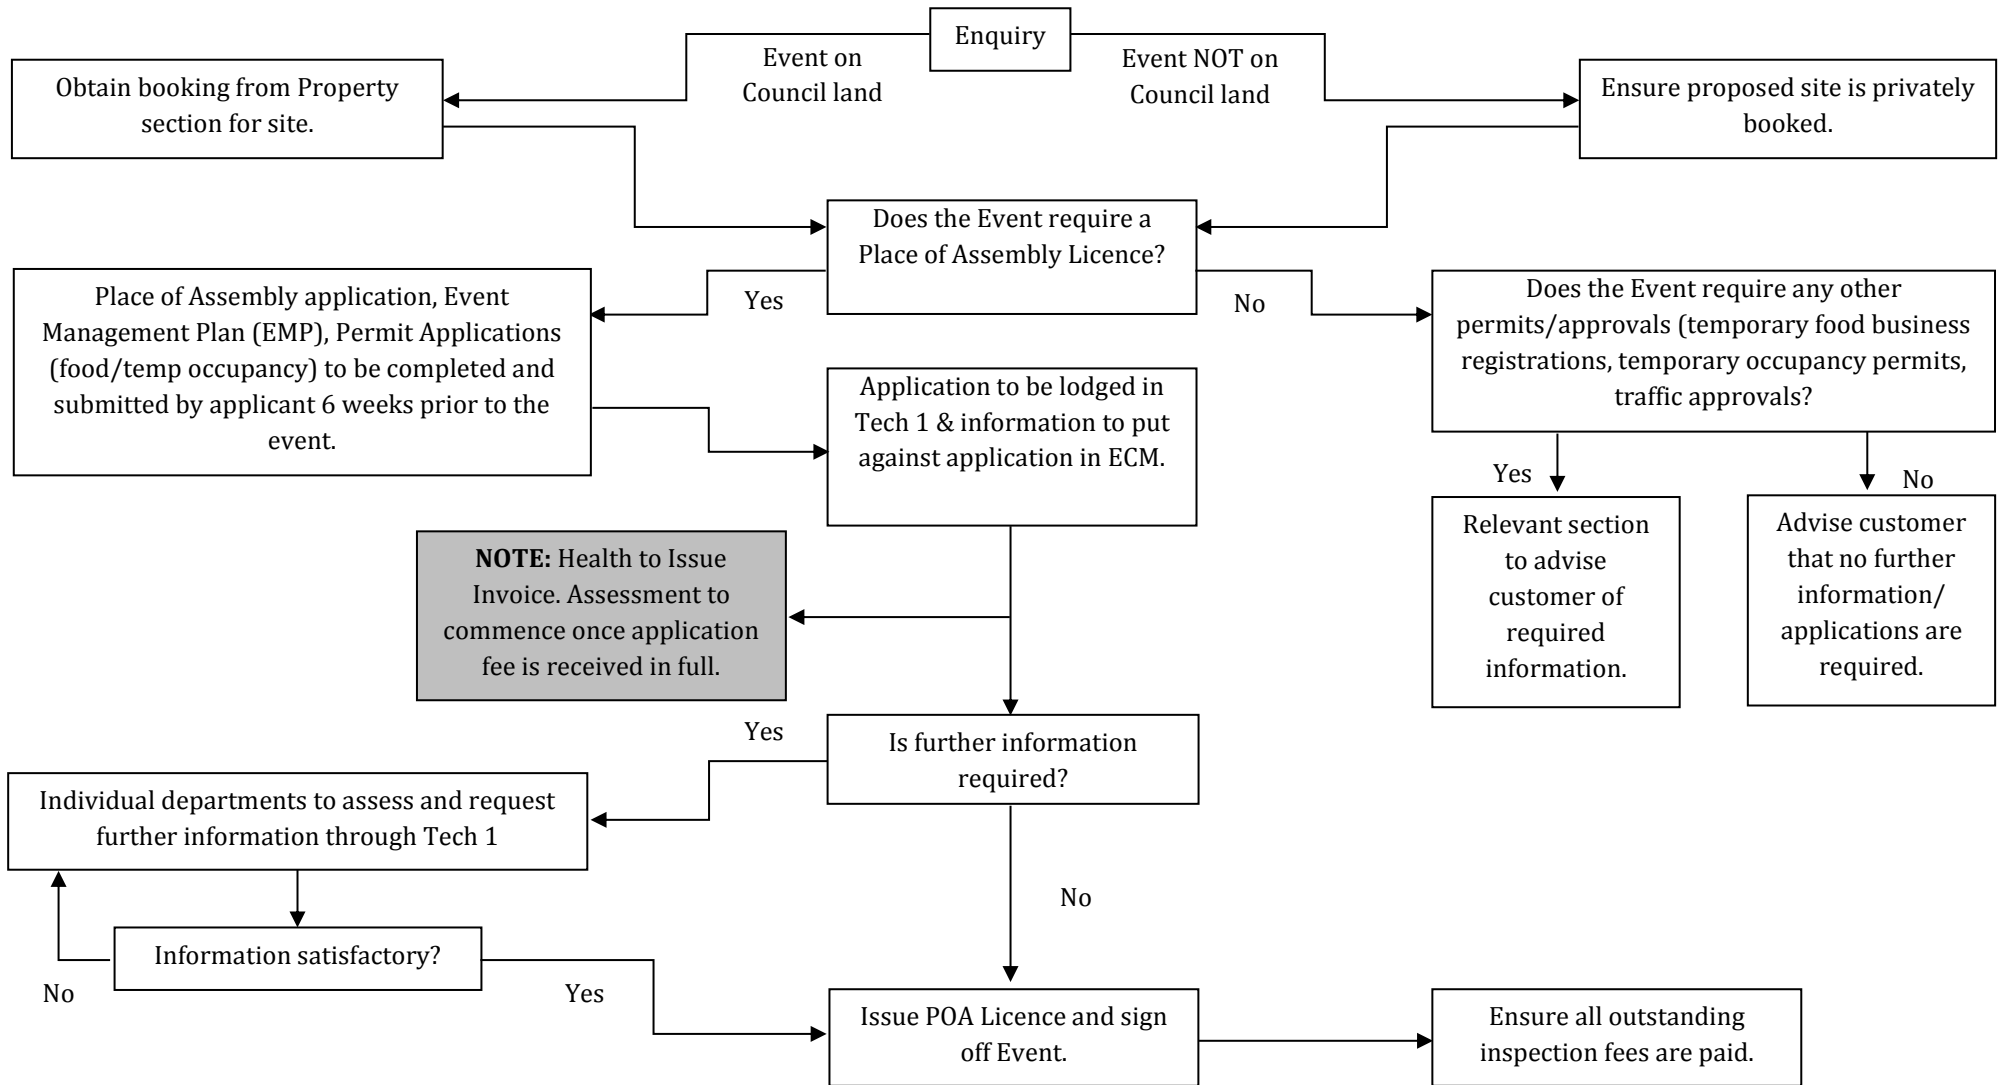 Enquiry
Event on
Council land
Event NOT on
Council land
Obtain booking from Property
section for site.
Ensure proposed site is privately
booked.
Does the Event require a
Place of Assembly Licence?
Yes
No
Place of Assembly application, Event
Management Plan (EMP), Permit Applications
(food/temp occupancy) to be completed and
submitted by applicant 6 weeks prior to the
event.
Does the Event require any other
permits/approvals (temporary food business
registrations, temporary occupancy permits,
traffic approvals?
Application to be lodged in
Tech 1 & information to put
against application in ECM.
Yes
No
Relevant section
to advise
customer of
required
information.
Advise customer
that no further
information/
applications are
required.
NOTE: Health to Issue
Invoice. Assessment to
commence once application
fee is received in full.
Is further information
required?
Yes
No
Individual departments to assess and request
further information through Tech 1
Information satisfactory?
No
Yes
Issue POA Licence and sign
off Event.
Ensure all outstanding
inspection fees are paid.